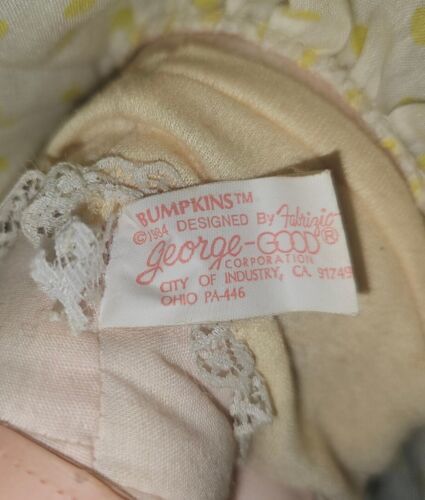 BUMPKINS™
©1984 DESIGNED By Fabrizio
george-GOOD®
CORPORATION
CITY OF INDUSTRY, CA. 91749
OHIO PA-446